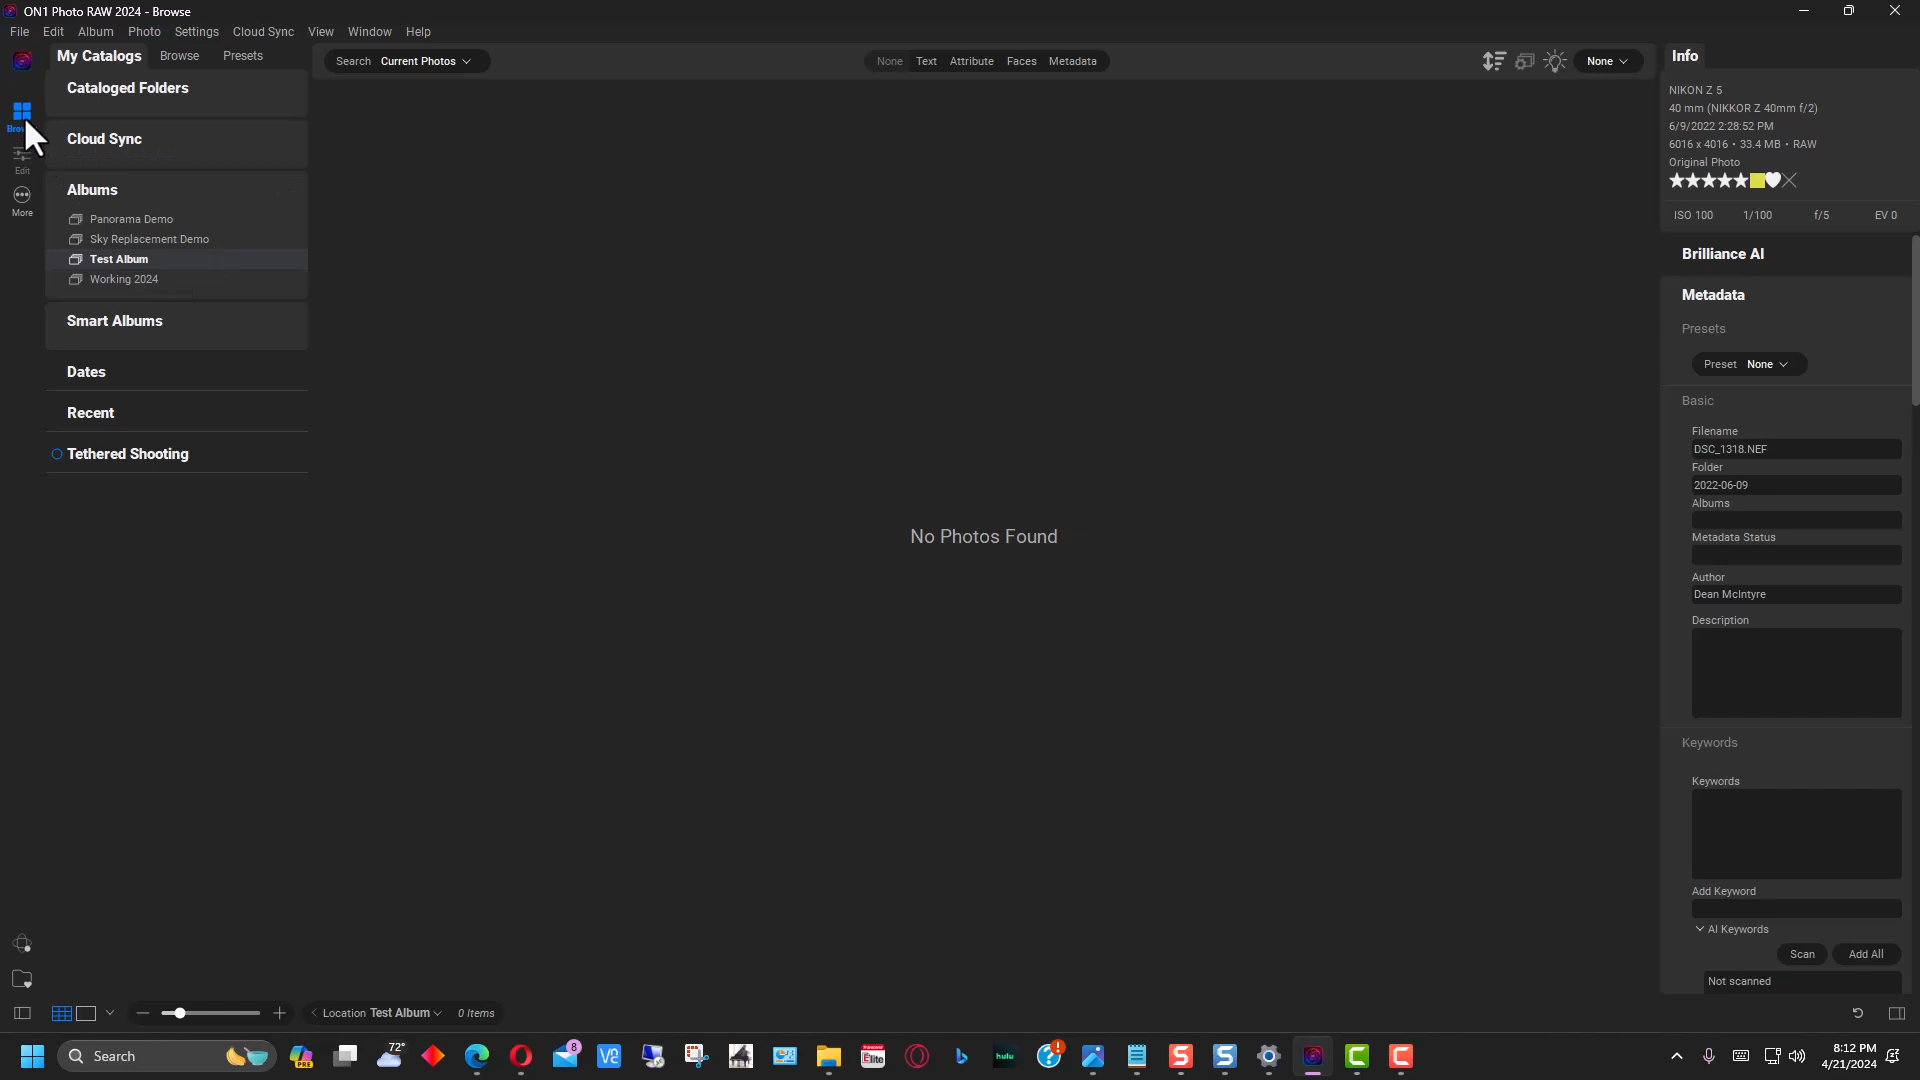 ON1 Photo RAW 2024 - Browse
File Edit Album Photo Settings Cloud Sync View Window Help
My Catalogs Browse Presets
Search Current Photos
None Text Attribute Faces Metadata
None
Info
Cataloged Folders
Cloud Sync
Edit
More
Albums
Panorama Demo
Sky Replacement Demo
Test Album
Working 2024
Smart Albums
Dates
Recent
Tethered Shooting
No Photos Found
NIKON Z 5
40 mm (NIKKOR Z 40mm f/2)
6/9/2022 2:28:52 PM
6016 x 4016 • 33.4 MB • RAW
Original Photo
ISO 100 1/100 f/5 EV 0
Brilliance AI
Metadata
Presets
Preset None
Basic
Filename
DSC_1318.NEF
Folder
2022-06-09
Albums
Metadata Status
Author
Dean McIntyre
Description
Keywords
Keywords
Add Keyword
AI Keywords
Scan Add All
Not scanned
Location Test Album 0 Items
Search
PRE
72°
8
VE
Elite
hulu
8:12 PM
4/21/2024